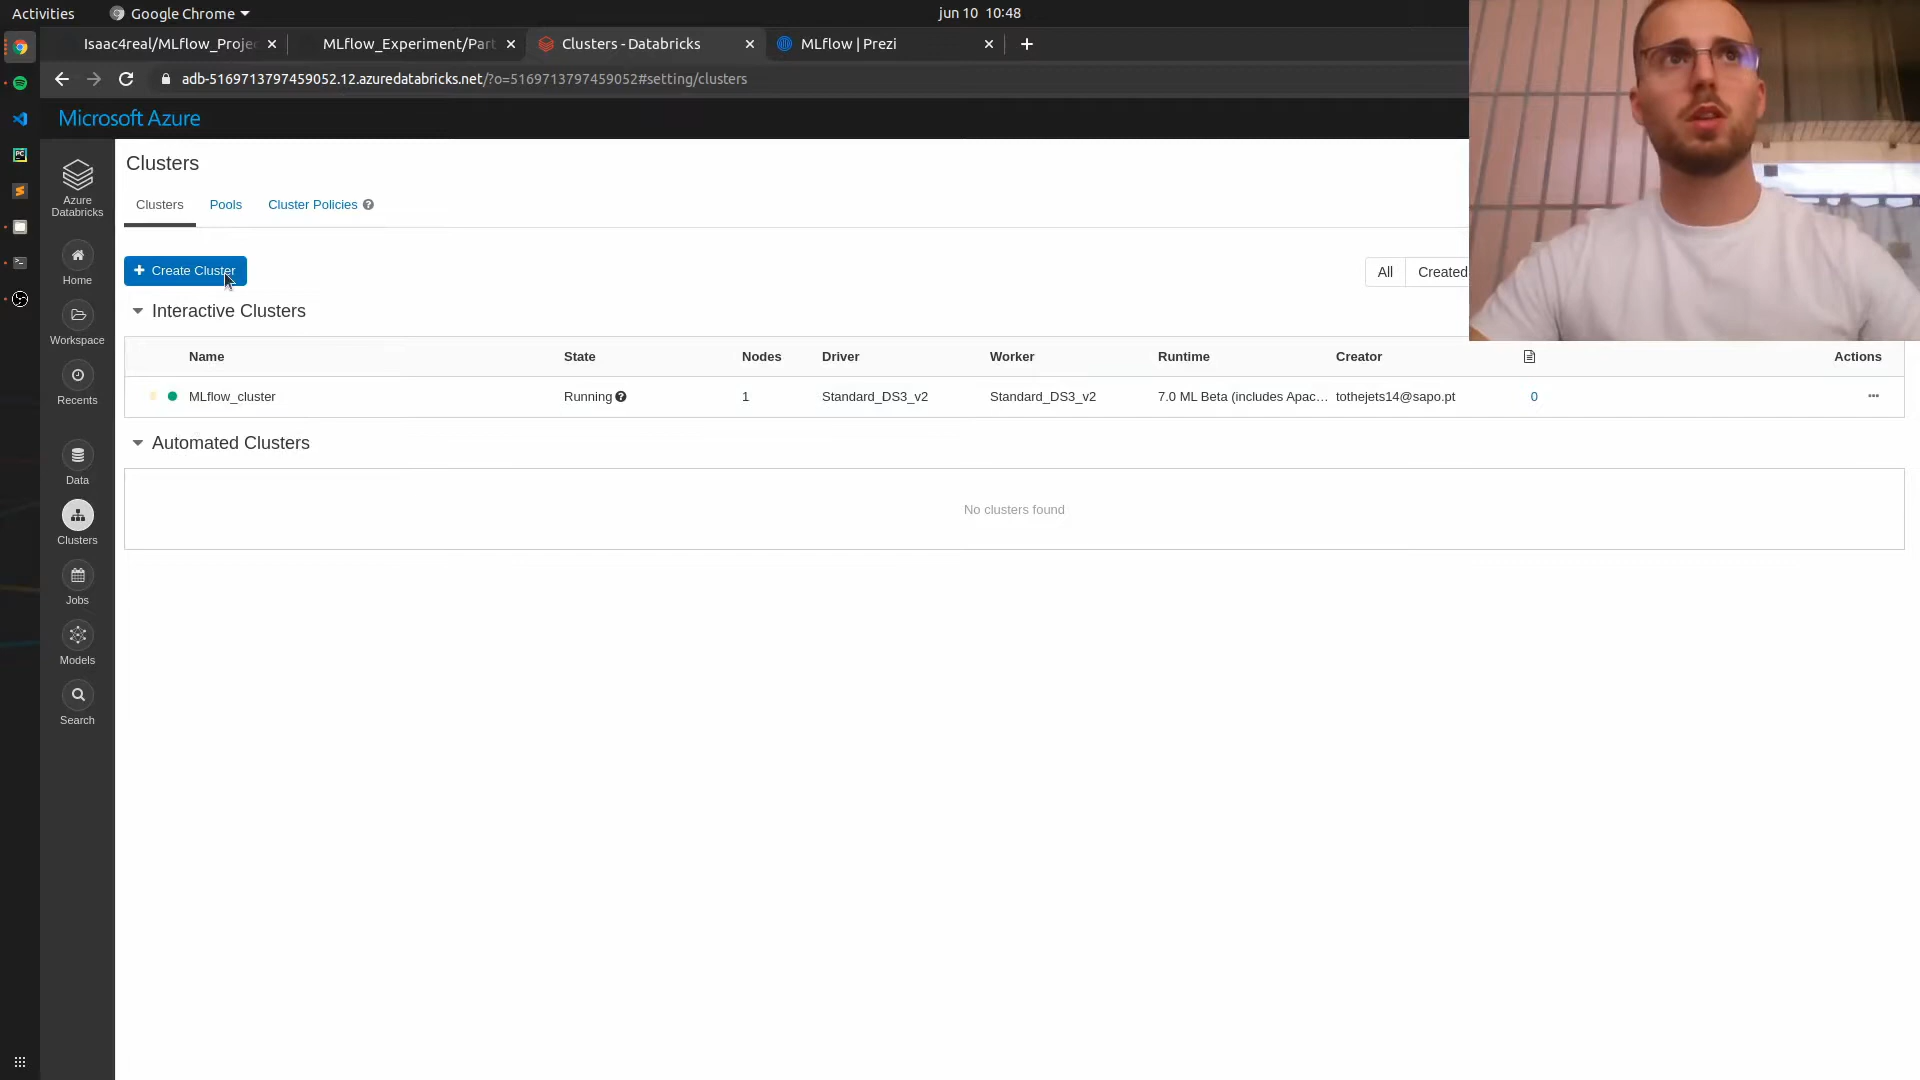 Activities
Google Chrome
jun 10 10:48
Isaac4real/MLflow_Proje
MLflow_Experiment/Part
Clusters - Databricks
MLflow | Prezi
adb-5169713797459052.12.azuredatabricks.net/?o=5169713797459052#setting/clusters
Microsoft Azure
Azure
Databricks
Home
Workspace
Recents
Data
Clusters
Jobs
Models
Search
Clusters
Clusters
Pools
Cluster Policies
+ Create Cluster
All
Created
Interactive Clusters
Name State Nodes Driver Worker Runtime Creator Actions
MLflow_cluster Running 1 Standard_DS3_v2 Standard_DS3_v2 7.0 ML Beta (includes Apac... tothejets14@sapo.pt 0 ...
Automated Clusters
No clusters found